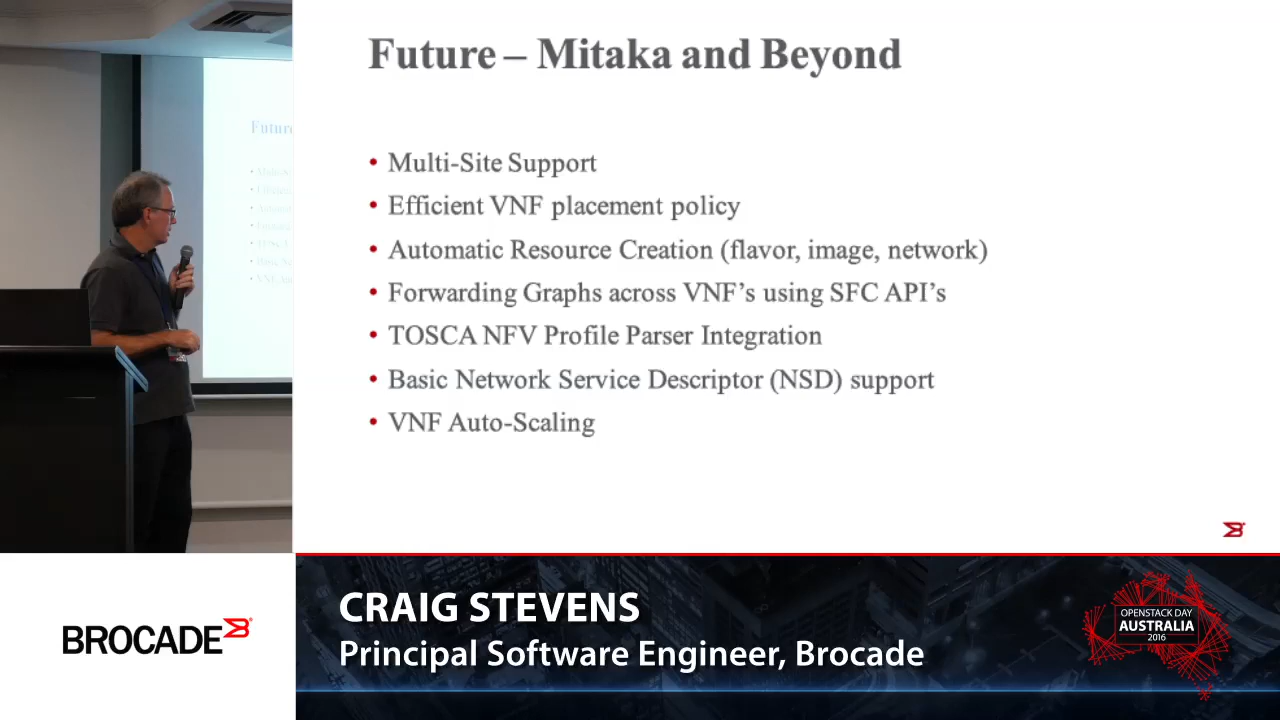 Future – Mitaka and Beyond
• Multi-Site Support
• Efficient VNF placement policy
• Automatic Resource Creation (flavor, image, network)
• Forwarding Graphs across VNF’s using SFC API’s
• TOSCA NFV Profile Parser Integration
• Basic Network Service Descriptor (NSD) support
• VNF Auto-Scaling
BROCADE
CRAIG STEVENS
Principal Software Engineer, Brocade
OPENSTACK DAY
AUSTRALIA
2016
Future